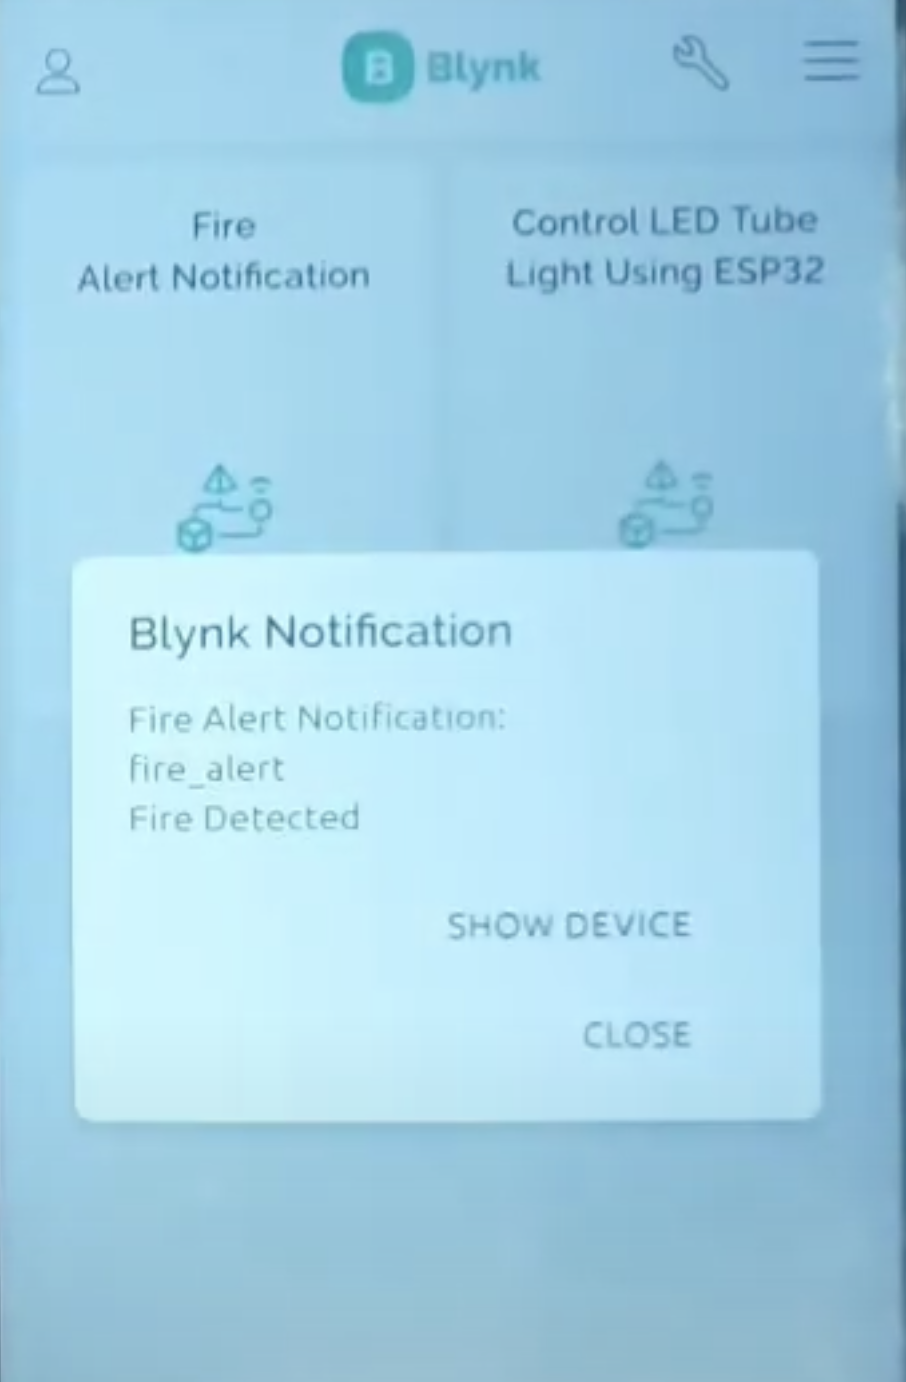 B Blynk
Fire
Alert Notification
Control LED Tube
Light Using ESP32
Blynk Notification
Fire Alert Notification:
fire_alert
Fire Detected
SHOW DEVICE
CLOSE